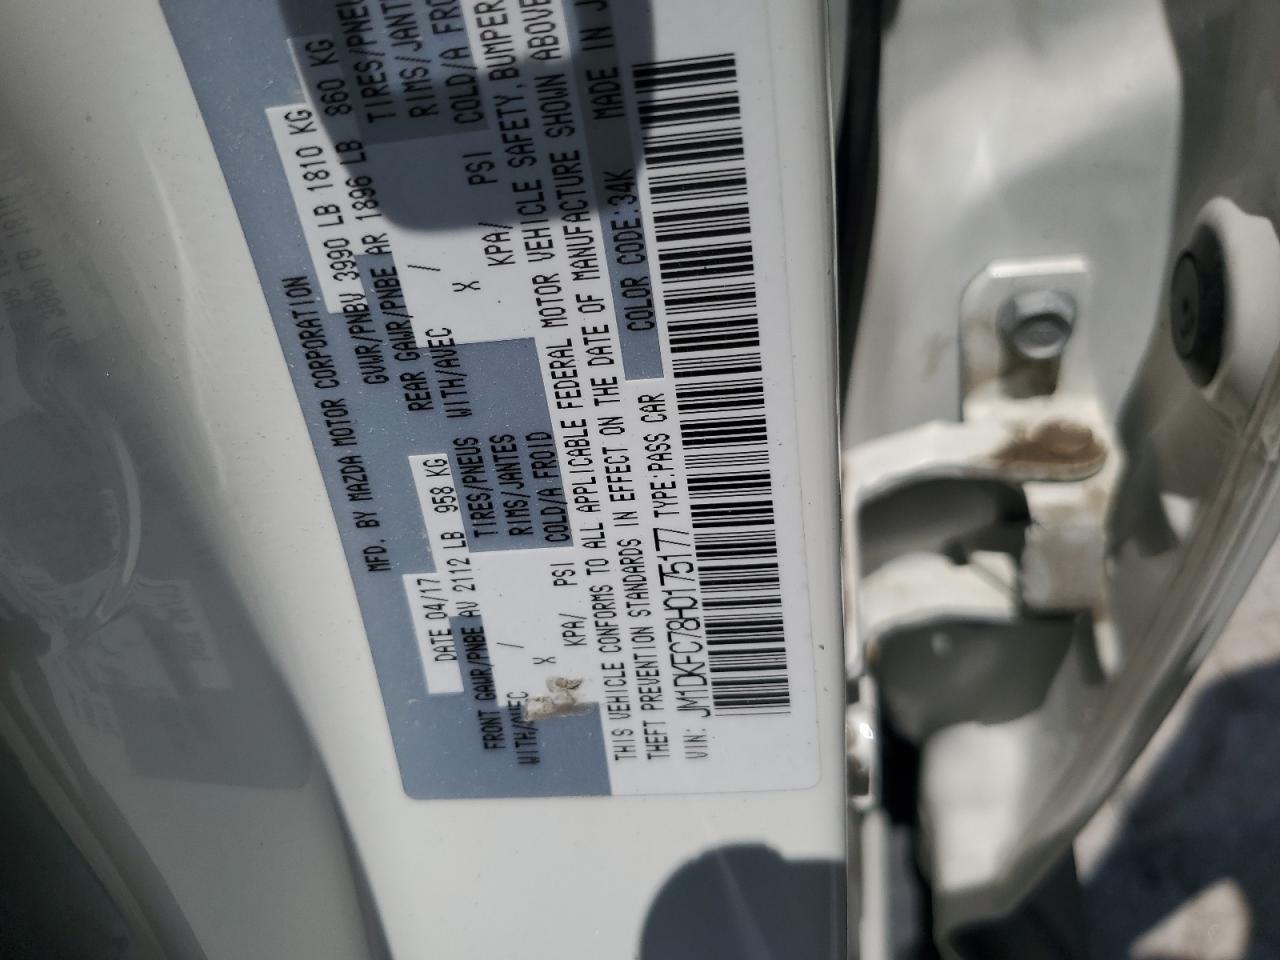 MFD. BY MAZDA MOTOR CORPORATION
DATE 04/17 GVWR/PNBV 3990 LB 1810 KG
FRONT GAWR/PNBE AV 2112 LB 958 KG REAR GAWR/PNBE AR 1896 LB 860 KG
WITH/AVEC TIRES/PNEUS WITH/AVEC TIRES/PNEU
/ RIMS/JANTES / RIMS/JANT
X COLD/A FROID X COLD/A FRO
KPA/ PSI KPA/ PSI
THIS VEHICLE CONFORMS TO ALL APPLICABLE FEDERAL MOTOR VEHICLE SAFETY, BUMPER
THEFT PREVENTION STANDARDS IN EFFECT ON THE DATE OF MANUFACTURE SHOWN ABOVE
VIN: JM1DKFC78H0175177 TYPE:PASS CAR COLOR CODE:34K MADE IN J